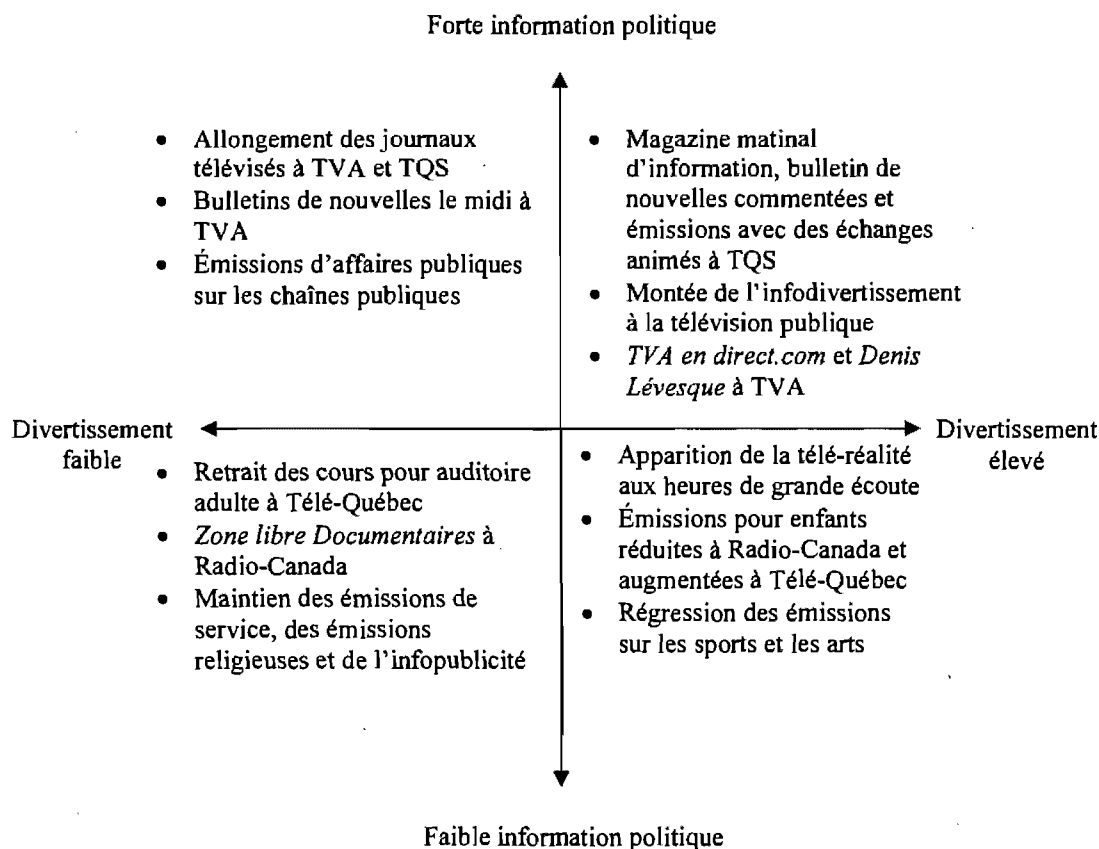 Forte information politique
• Allongement des journaux
télévisés à TVA et TQS
• Bulletins de nouvelles le midi à
TVA
• Émissions d'affaires publiques
sur les chaînes publiques
• Magazine matinal
d'information, bulletin de
nouvelles commentées et
émissions avec des échanges
animés à TQS
• Montée de l'infodivertissement
à la télévision publique
• TVA en direct.com et Denis
Lévesque à TVA
Divertissement
faible
Divertissement
élevé
• Retrait des cours pour auditoire
adulte à Télé-Québec
• Zone libre Documentaires à
Radio-Canada
• Maintien des émissions de
service, des émissions
religieuses et de l'infopublicité
• Apparition de la télé-réalité
aux heures de grande écoute
• Émissions pour enfants
réduites à Radio-Canada et
augmentées à Télé-Québec
• Régression des émissions
sur les sports et les arts
Faible information politique